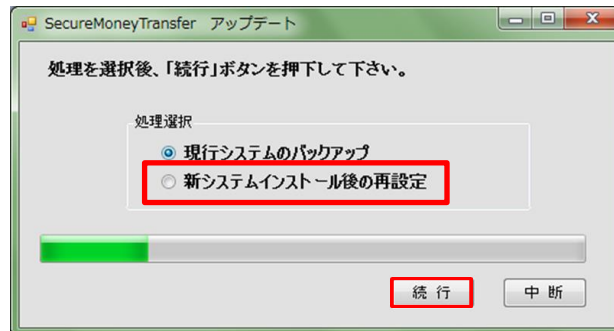 SecureMoneyTransfer アップデート
処理を選択後、「続行」ボタンを押下して下さい。
処理選択
現行システムのバックアップ
新システムインストール後の再設定
続 行
中 断